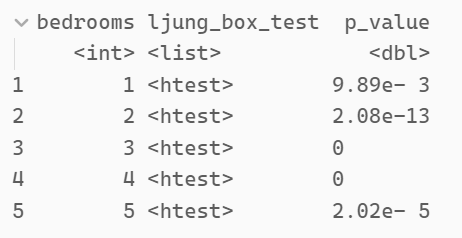 bedrooms ljung_box_test p_value
<int> <list> <dbl>
1 1 <htest> 9.89e- 3
2 2 <htest> 2.08e-13
3 3 <htest> 0
4 4 <htest> 0
5 5 <htest> 2.02e- 5